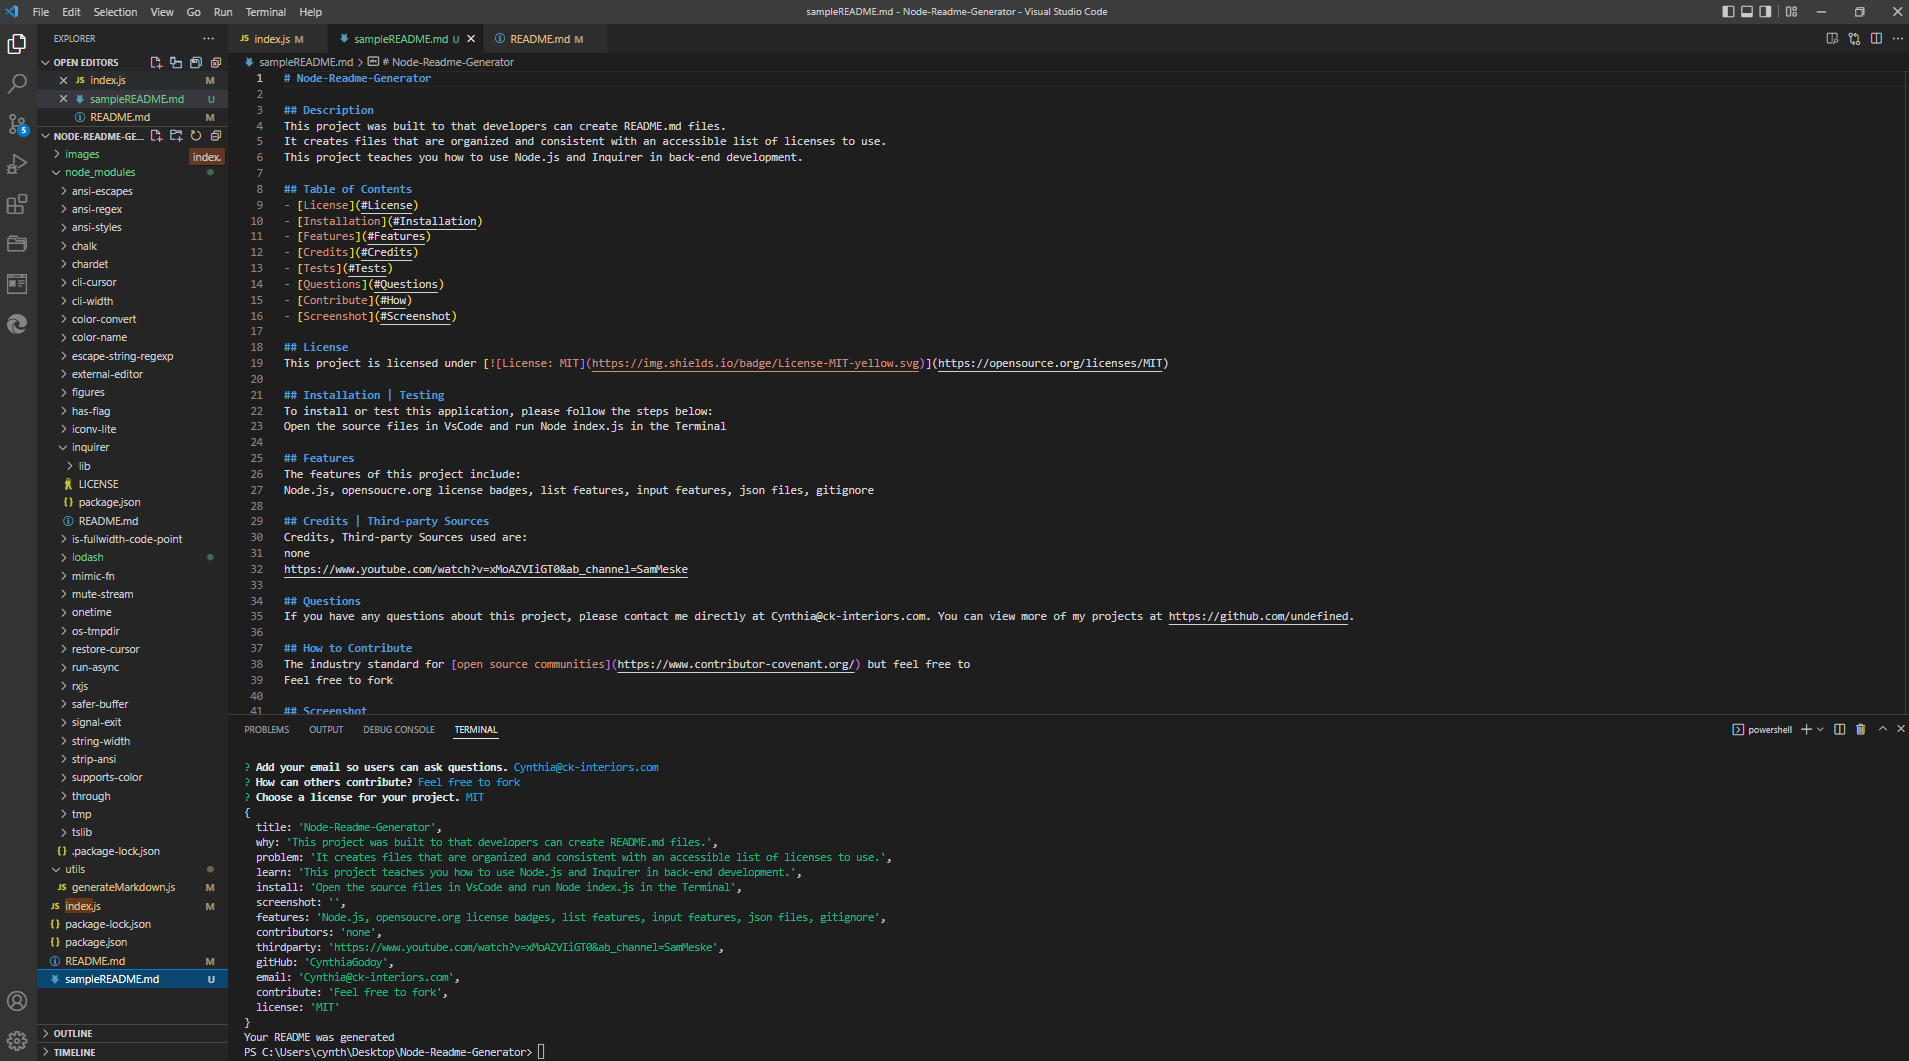 File Edit Selection View Go Run Terminal Help sampleREADME.md - Node-Readme-Generator - Visual Studio Code
EXPLORER
OPEN EDITORS
JS index.js M
sampleREADME.md U
README.md M
5
NODE-README-GE...
images
index.
node_modules
ansi-escapes
ansi-regex
ansi-styles
chalk
chardet
cli-cursor
cli-width
color-convert
color-name
escape-string-regexp
external-editor
figures
has-flag
iconv-lite
inquirer
lib
LICENSE
{} package.json
README.md
is-fullwidth-code-point
lodash
mimic-fn
mute-stream
onetime
os-tmpdir
restore-cursor
run-async
rxjs
safer-buffer
signal-exit
string-width
strip-ansi
supports-color
through
tmp
tslib
{} .package-lock.json
utils
JS generateMarkdown.js M
JS index.js M
{} package-lock.json
{} package.json
README.md M
sampleREADME.md U
OUTLINE
TIMELINE
JS index.js M sampleREADME.md U README.md M
sampleREADME.md > # Node-Readme-Generator
1 # Node-Readme-Generator
2
3 ## Description
4 This project was built to that developers can create README.md files.
5 It creates files that are organized and consistent with an accessible list of licenses to use.
6 This project teaches you how to use Node.js and Inquirer in back-end development.
7
8 ## Table of Contents
9 - [License](#License)
10 - [Installation](#Installation)
11 - [Features](#Features)
12 - [Credits](#Credits)
13 - [Tests](#Tests)
14 - [Questions](#Questions)
15 - [Contribute](#How)
16 - [Screenshot](#Screenshot)
17
18 ## License
19 This project is licensed under [![License: MIT](https://img.shields.io/badge/License-MIT-yellow.svg)](https://opensource.org/licenses/MIT)
20
21 ## Installation | Testing
22 To install or test this application, please follow the steps below:
23 Open the source files in VsCode and run Node index.js in the Terminal
24
25 ## Features
26 The features of this project include:
27 Node.js, opensoucre.org license badges, list features, input features, json files, gitignore
28
29 ## Credits | Third-party Sources
30 Credits, Third-party Sources used are:
31 none
32 https://www.youtube.com/watch?v=xMoAZVIiGT0&ab_channel=SamMeske
33
34 ## Questions
35 If you have any questions about this project, please contact me directly at Cynthia@ck-interiors.com. You can view more of my projects at https://github.com/undefined.
36
37 ## How to Contribute
38 The industry standard for [open source communities](https://www.contributor-covenant.org/) but feel free to
39 Feel free to fork
40
41 ## Screenshot
PROBLEMS OUTPUT DEBUG CONSOLE TERMINAL powershell
? Add your email so users can ask questions. Cynthia@ck-interiors.com
? How can others contribute? Feel free to fork
? Choose a license for your project. MIT
{
title: 'Node-Readme-Generator',
why: 'This project was built to that developers can create README.md files.',
problem: 'It creates files that are organized and consistent with an accessible list of licenses to use.',
learn: 'This project teaches you how to use Node.js and Inquirer in back-end development.',
install: 'Open the source files in VsCode and run Node index.js in the Terminal',
screenshot: '',
features: 'Node.js, opensoucre.org license badges, list features, input features, json files, gitignore',
contributors: 'none',
thirdparty: 'https://www.youtube.com/watch?v=xMoAZVIiGT0&ab_channel=SamMeske',
gitHub: 'CynthiaGodoy',
email: 'Cynthia@ck-interiors.com',
contribute: 'Feel free to fork',
license: 'MIT'
}
Your README was generated
PS C:\Users\cynth\Desktop\Node-Readme-Generator>